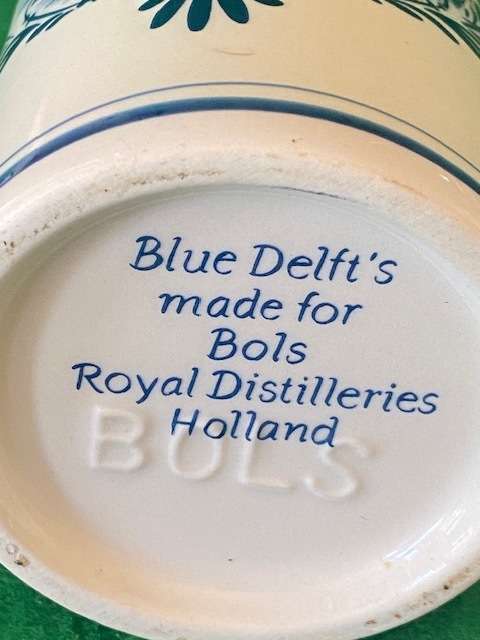 Blue Delft's
made for
Bols
Royal Distilleries
Holland
BOLS